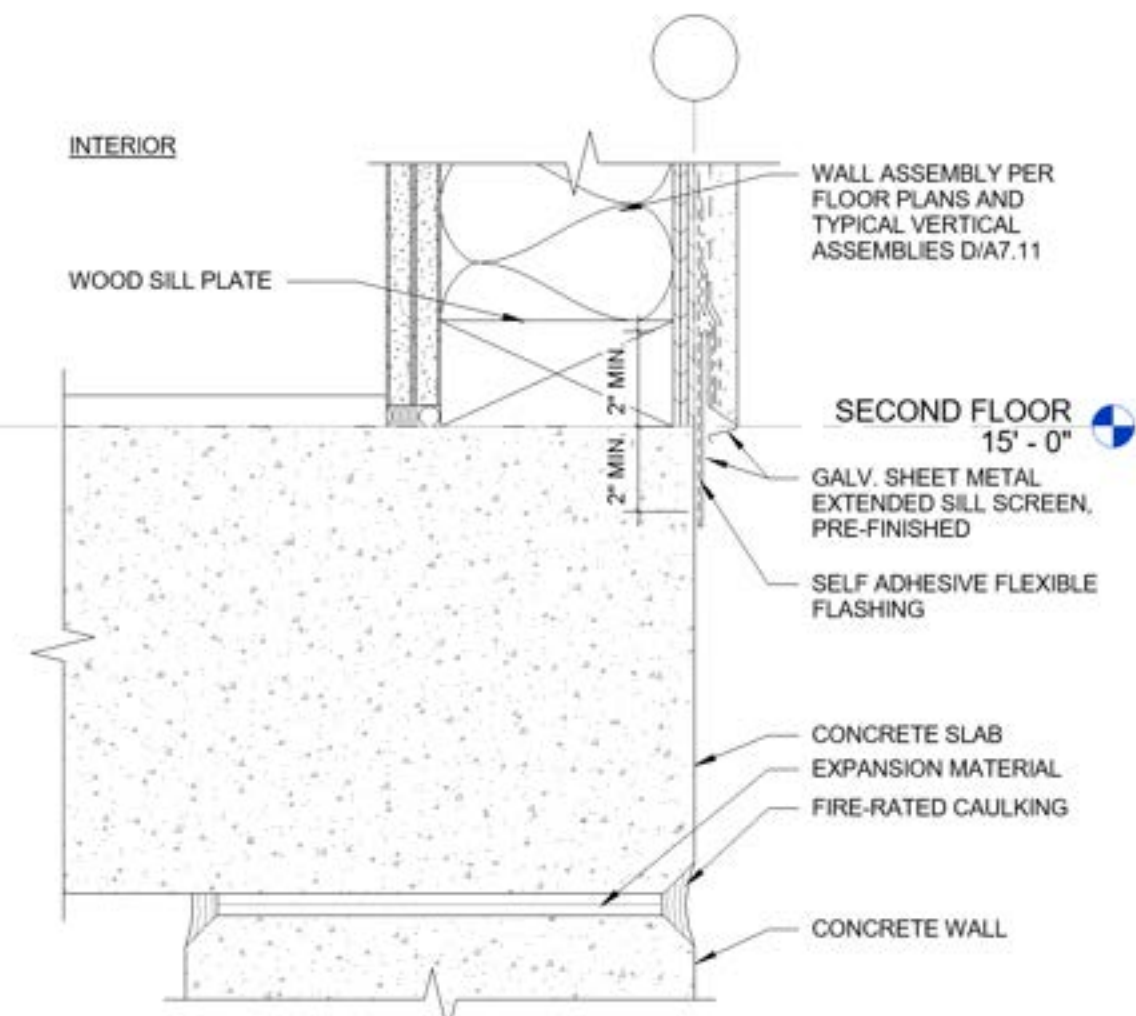 INTERIOR
WALL ASSEMBLY PER
FLOOR PLANS AND
TYPICAL VERTICAL
ASSEMBLIES D/A7.11
WOOD SILL PLATE
2" MIN.
2" MIN.
SECOND FLOOR
15' - 0"
GALV. SHEET METAL
EXTENDED SILL SCREEN,
PRE-FINISHED
SELF ADHESIVE FLEXIBLE
FLASHING
CONCRETE SLAB
EXPANSION MATERIAL
FIRE-RATED CAULKING
CONCRETE WALL